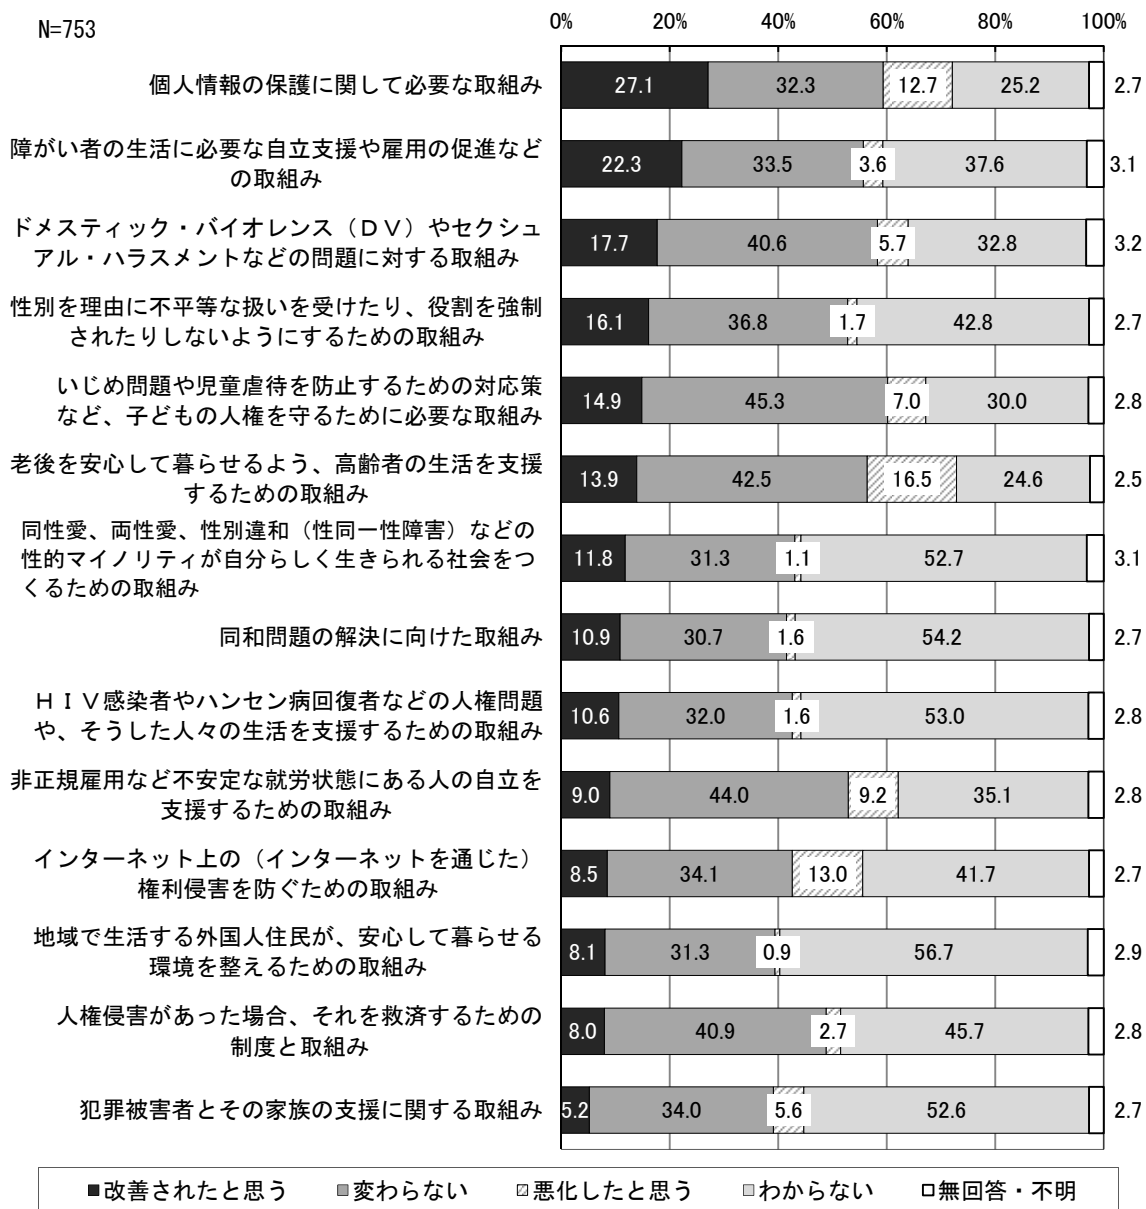 N=753
0% 20% 40% 60% 80% 100%
個人情報の保護に関して必要な取組み
27.1 32.3 12.7 25.2 2.7
障がい者の生活に必要な自立支援や雇用の促進など
の取組み
22.3 33.5 3.6 37.6 3.1
ドメスティック・バイオレンス（ＤＶ）やセクシュ
アル・ハラスメントなどの問題に対する取組み
17.7 40.6 5.7 32.8 3.2
性別を理由に不平等な扱いを受けたり、役割を強制
されたりしないようにするための取組み
16.1 36.8 1.7 42.8 2.7
いじめ問題や児童虐待を防止するための対応策
など、子どもの人権を守るために必要な取組み
14.9 45.3 7.0 30.0 2.8
老後を安心して暮らせるよう、高齢者の生活を支援
するための取組み
13.9 42.5 16.5 24.6 2.5
同性愛、両性愛、性別違和（性同一性障害）などの
性的マイノリティが自分らしく生きられる社会をつ
くるための取組み
11.8 31.3 1.1 52.7 3.1
同和問題の解決に向けた取組み
10.9 30.7 1.6 54.2 2.7
ＨＩＶ感染者やハンセン病回復者などの人権問題
や、そうした人々の生活を支援するための取組み
10.6 32.0 1.6 53.0 2.8
非正規雇用など不安定な就労状態にある人の自立を
支援するための取組み
9.0 44.0 9.2 35.1 2.8
インターネット上の（インターネットを通じた）
権利侵害を防ぐための取組み
8.5 34.1 13.0 41.7 2.7
地域で生活する外国人住民が、安心して暮らせる
環境を整えるための取組み
8.1 31.3 0.9 56.7 2.9
人権侵害があった場合、それを救済するための
制度と取組み
8.0 40.9 2.7 45.7 2.8
犯罪被害者とその家族の支援に関する取組み
5.2 34.0 5.6 52.6 2.7
改善されたと思う 変わらない 悪化したと思う わからない 無回答・不明